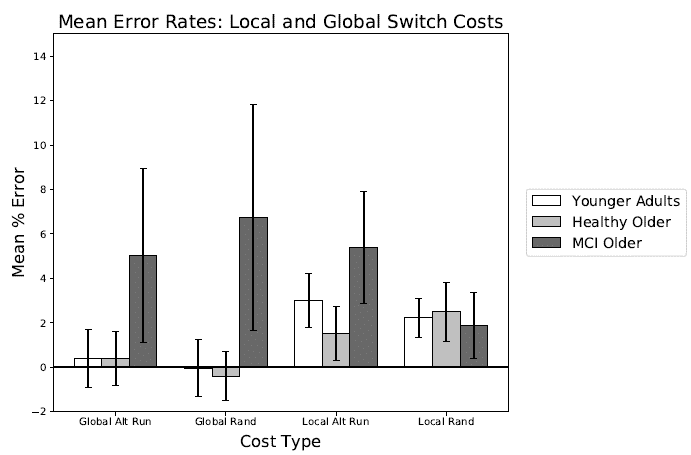 Mean Error Rates: Local and Global Switch Costs
14
12
10
8
6
4
2
0
−2
Mean % Error
Global Alt Run
Global Rand
Local Alt Run
Local Rand
Cost Type
Younger Adults
Healthy Older
MCI Older